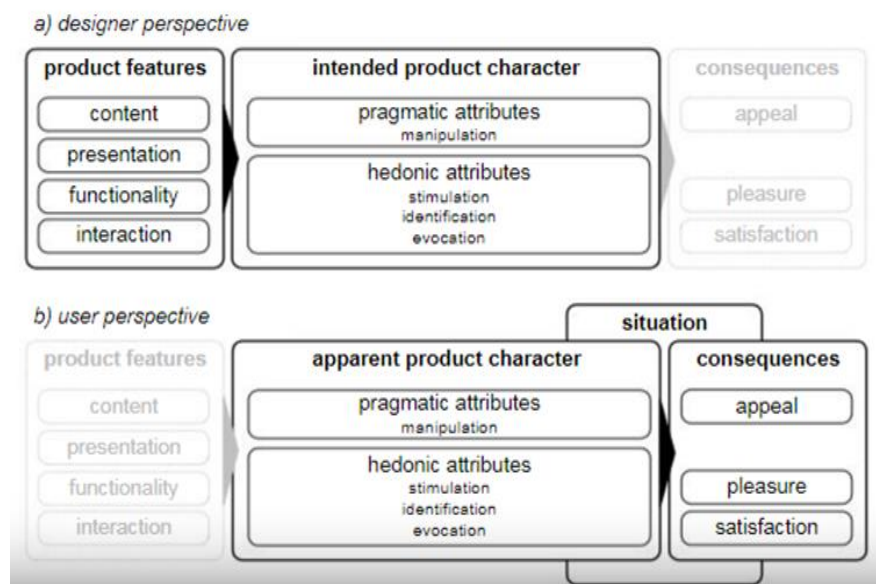 a) designer perspective
product features
content
presentation
functionality
interaction
intended product character
pragmatic attributes
manipulation
hedonic attributes
stimulation
identification
evocation
consequences
appeal
pleasure
satisfaction
b) user perspective
situation
product features
content
presentation
functionality
interaction
apparent product character
pragmatic attributes
manipulation
hedonic attributes
stimulation
identification
evocation
consequences
appeal
pleasure
satisfaction